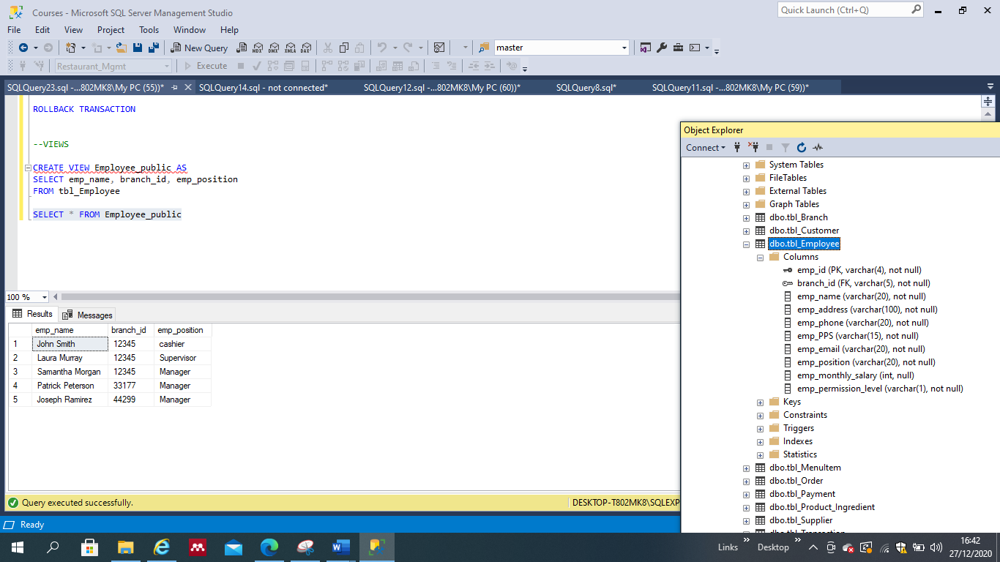 Courses - Microsoft SQL Server Management Studio
Quick Launch (Ctrl+Q)
File Edit View Project Tools Window Help
New Query MDX DMX XMLA DAX master
Restaurant_Mgmt Execute
SQLQuery23.sql -...802MK8\My PC (55))* SQLQuery14.sql - not connected* SQLQuery12.sql -...802MK8\My PC (60))* SQLQuery8.sql* SQLQuery11.sql -...802MK8\My PC (59))*
ROLLBACK TRANSACTION
--VIEWS
CREATE VIEW Employee_public AS
SELECT emp_name, branch_id, emp_position
FROM tbl_Employee
SELECT * FROM Employee_public
100 %
Results Messages
emp_name branch_id emp_position
1 John Smith 12345 cashier
2 Laura Murray 12345 Supervisor
3 Samantha Morgan 12345 Manager
4 Patrick Peterson 33177 Manager
5 Joseph Ramirez 44299 Manager
Query executed successfully. DESKTOP-T802MK8\SQLEXP
Object Explorer
Connect
System Tables
FileTables
External Tables
Graph Tables
dbo.tbl_Branch
dbo.tbl_Customer
dbo.tbl_Employee
Columns
emp_id (PK, varchar(4), not null)
branch_id (FK, varchar(5), not null)
emp_name (varchar(20), not null)
emp_address (varchar(100), not null)
emp_phone (varchar(20), not null)
emp_PPS (varchar(15), not null)
emp_email (varchar(20), not null)
emp_position (varchar(20), not null)
emp_monthly_salary (int, null)
emp_permission_level (varchar(1), not null)
Keys
Constraints
Triggers
Indexes
Statistics
dbo.tbl_MenuItem
dbo.tbl_Order
dbo.tbl_Payment
dbo.tbl_Product_Ingredient
dbo.tbl_Supplier
dbo.tbl_Transaction
Ready
Links Desktop
16:42
27/12/2020